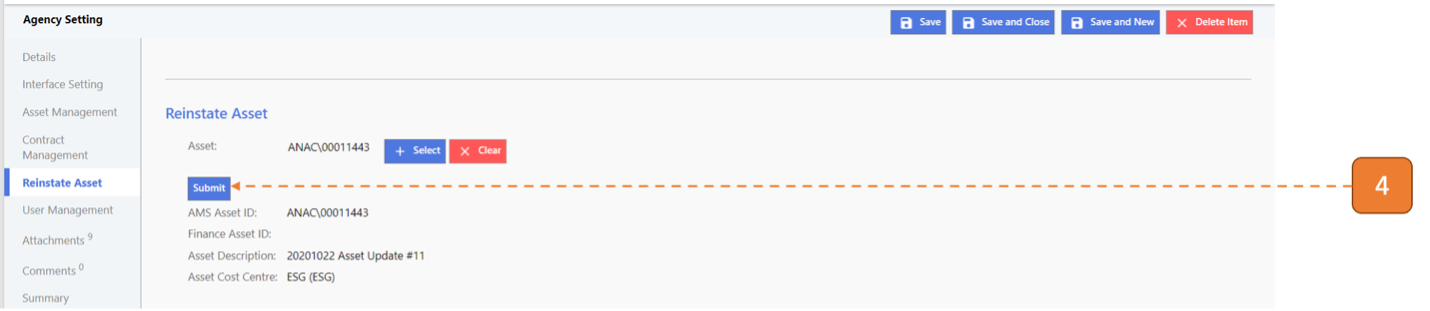 Agency Setting
Save
Save and Close
Save and New
Delete Item
Details
Interface Setting
Asset Management
Contract
Management
Reinstate Asset
User Management
Attachments 9
Comments 0
Summary
Reinstate Asset
Asset: ANAC\00011443 + Select × Clear
Submit
4
AMS Asset ID: ANAC\00011443
Finance Asset ID:
Asset Description: 20201022 Asset Update #11
Asset Cost Centre: ESG (ESG)